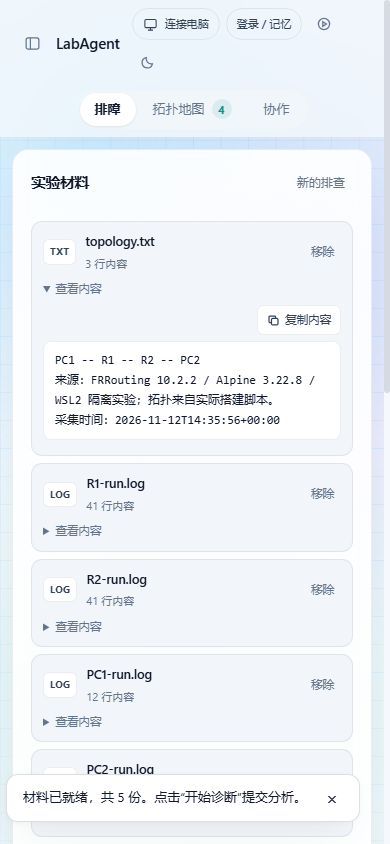 连接电脑
登录 / 记忆
LabAgent
排障
拓扑地图 4
协作
实验材料
新的排查
TXT
topology.txt
3 行内容
移除
查看内容
复制内容
PC1 -- R1 -- R2 -- PC2
来源: FRRouting 10.2.2 / Alpine 3.22.8 /
WSL2 隔离实验; 拓扑来自实际搭建脚本。
采集时间: 2026-11-12T14:35:56+00:00
LOG
R1-run.log
41 行内容
移除
查看内容
LOG
R2-run.log
41 行内容
移除
查看内容
LOG
PC1-run.log
12 行内容
移除
查看内容
PC2-run.log
材料已就绪，共 5 份。点击“开始诊断”提交分析。